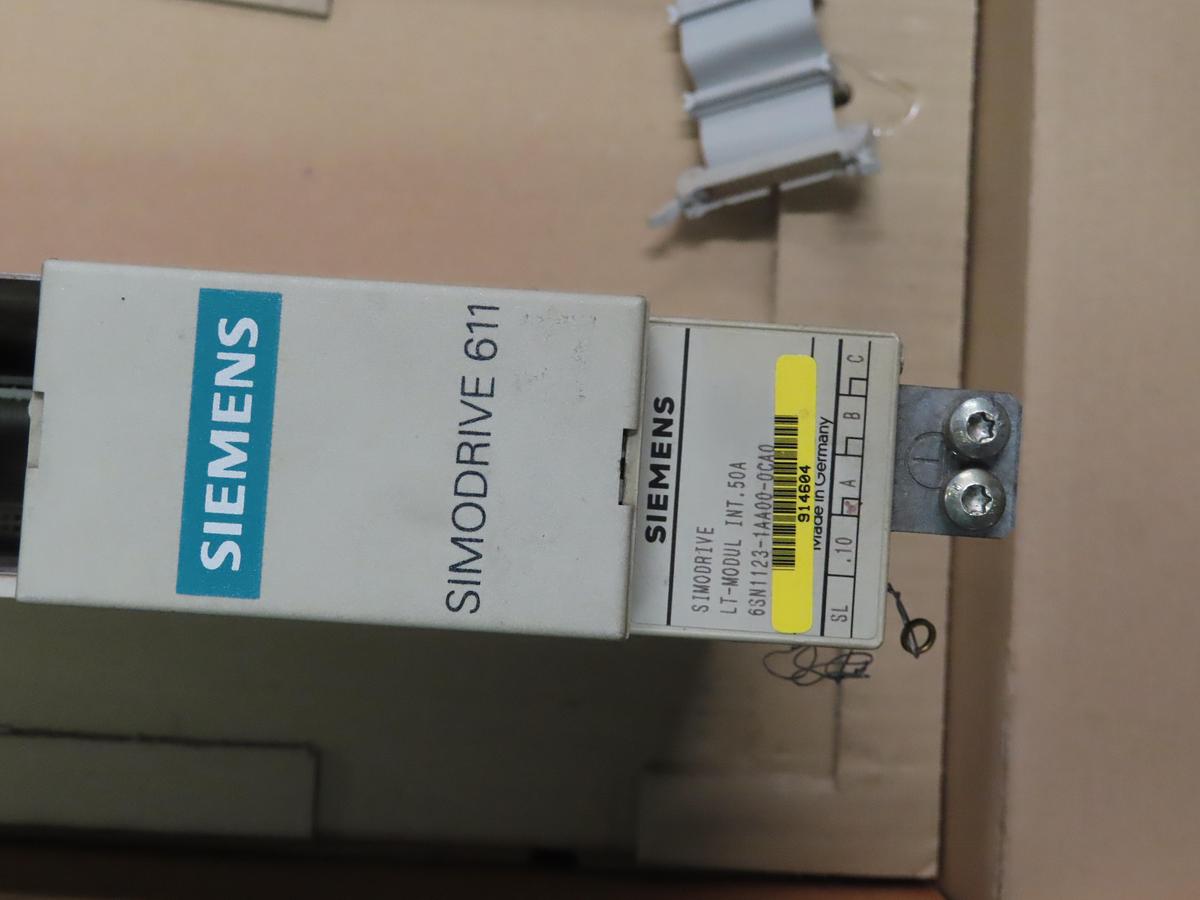 SIEMENS
SIMODRIVE 611
SIEMENS
SIMODRIVE
LT-MODUL INT.50A
6SN1123-1AA00-0CA0
914604
Made in Germany
SL .10 A B C